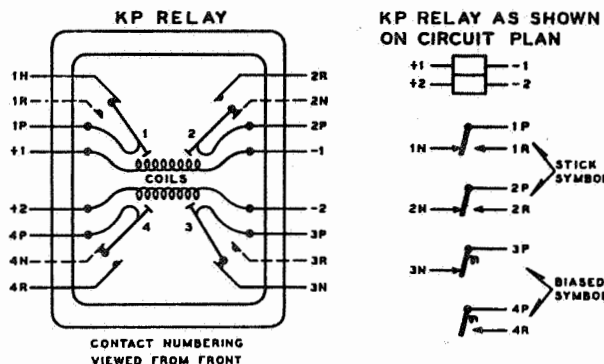 KP RELAY
1N
1R
1P
+1
+2
4P
4N
4R
2R
2N
2P
-1
-2
3P
3R
3N
1
2
COILS
4
3
CONTACT NUMBERING
VIEWED FROM FRONT
KP RELAY AS SHOWN
ON CIRCUIT PLAN
+1 -1
+2 -2
1P
1N 1R
2P
2N 2R
STICK
SYMBOL
3P
3N
4P
4R
BIASED
SYMBOL